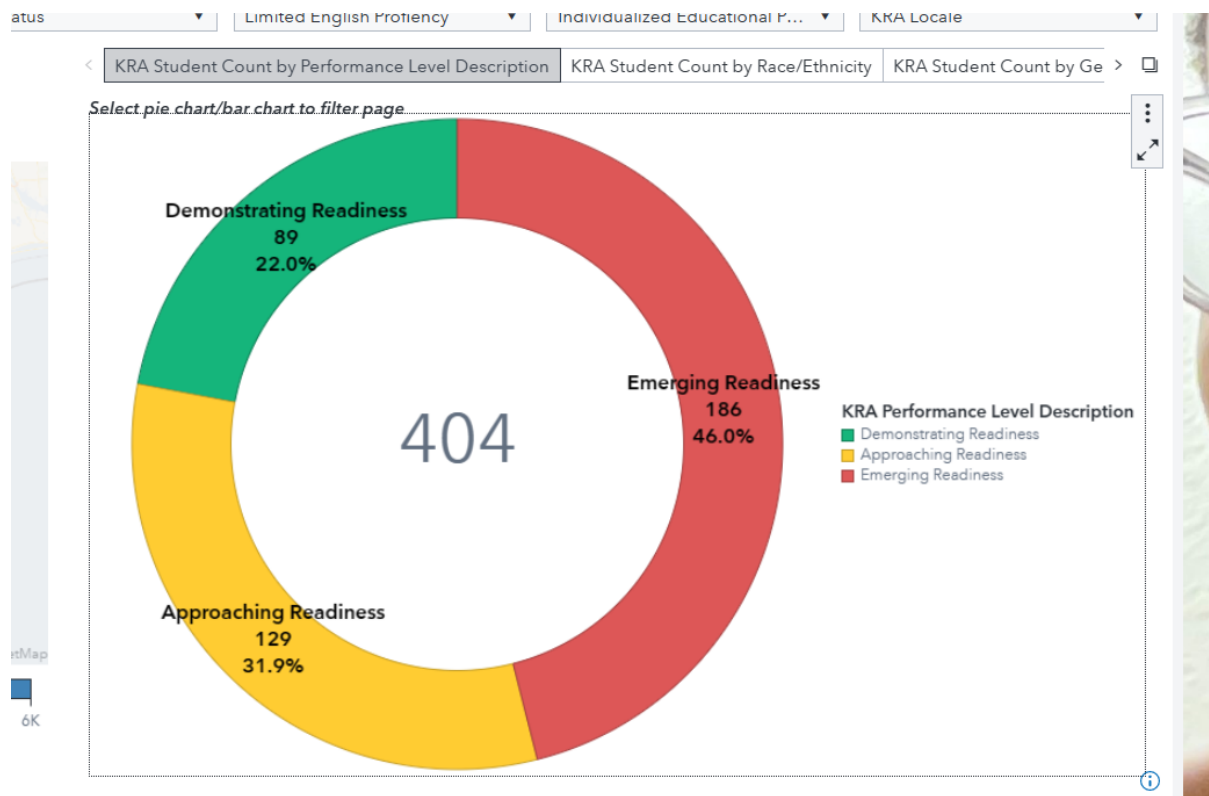 atus
Limited English Profiency
Individualized Educational P...
KRA Locale
KRA Student Count by Performance Level Description
KRA Student Count by Race/Ethnicity
KRA Student Count by Ge
Select pie chart/bar chart to filter page
Demonstrating Readiness
89
22.0%
Emerging Readiness
186
46.0%
404
KRA Performance Level Description
Demonstrating Readiness
Approaching Readiness
Emerging Readiness
Approaching Readiness
129
31.9%
etMap
6K